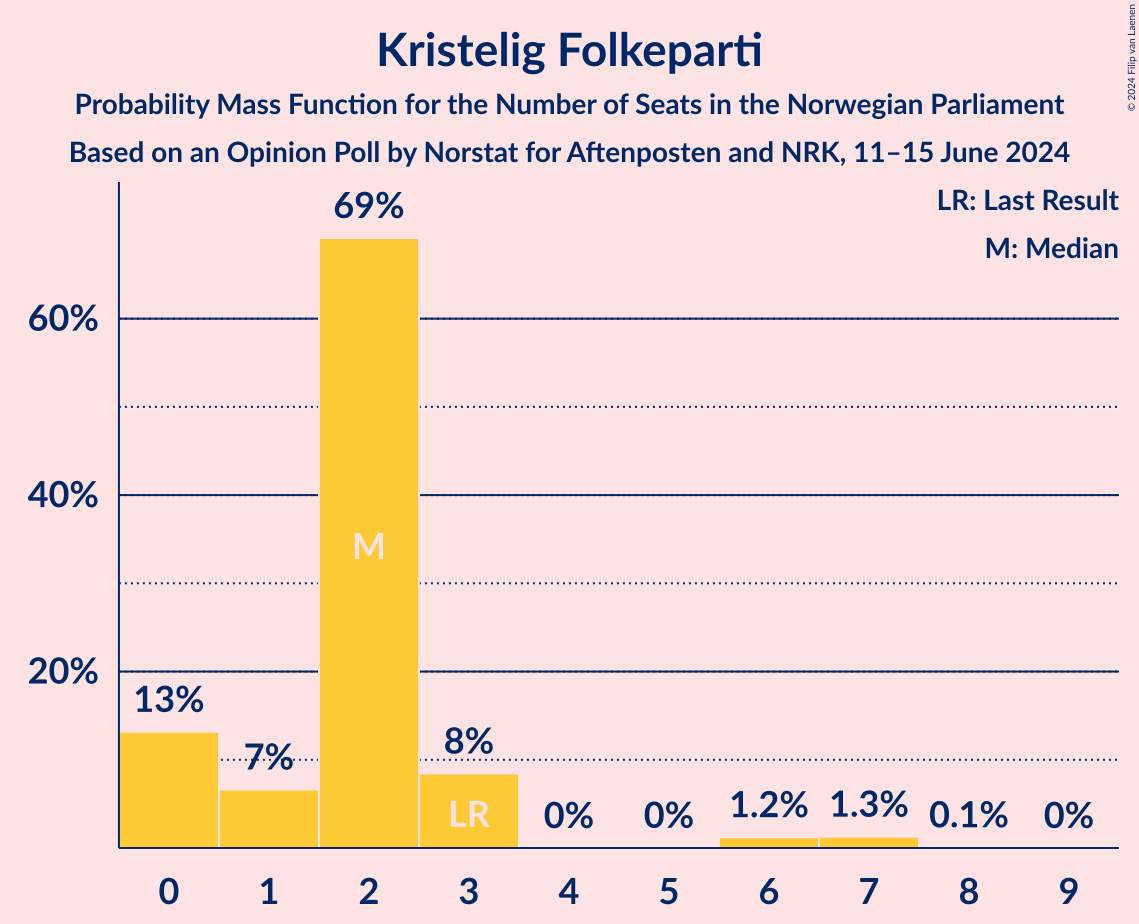 Kristelig Folkeparti
Probability Mass Function for the Number of Seats in the Norwegian Parliament
Based on an Opinion Poll by Norstat for Aftenposten and NRK, 11–15 June 2024
© 2024 Filip van Laenen
LR: Last Result
M: Median
60%
40%
20%
13%
7%
69%
8%
0%
0%
1.2%
1.3%
0.1%
0%
M
LR
0 1 2 3 4 5 6 7 8 9